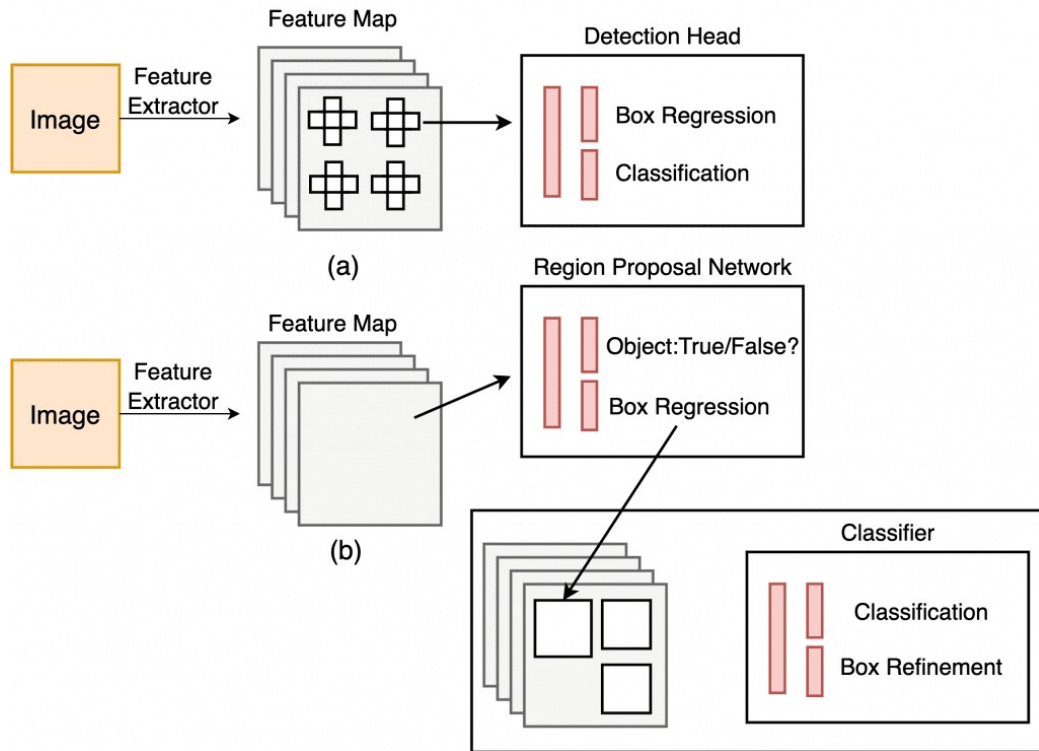 Feature Map
Detection Head
Image
Feature
Extractor
Box Regression
Classification
(a)
Region Proposal Network
Feature Map
Image
Feature
Extractor
Object:True/False?
Box Regression
(b)
Classifier
Classification
Box Refinement